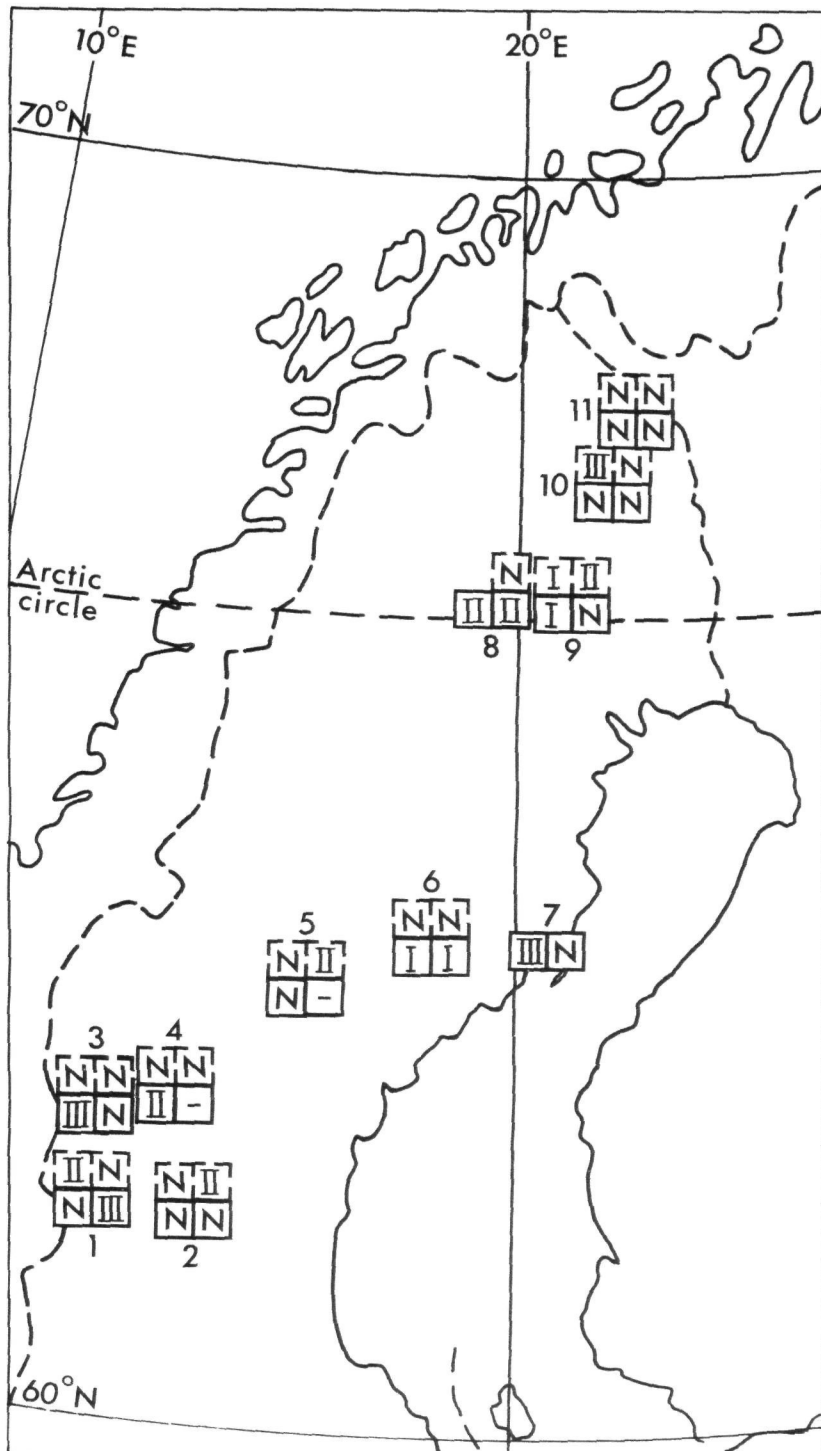 10°E 20°E
70°N
N N
11 N N
III N
10 N N
Arctic
circle
N I II
II II I N
8 9
6
N N
I I
7
III N
5
N II
N -
3
N N
III N
4
N N
II -
II N
N III
1
N II
N N
2
60°N